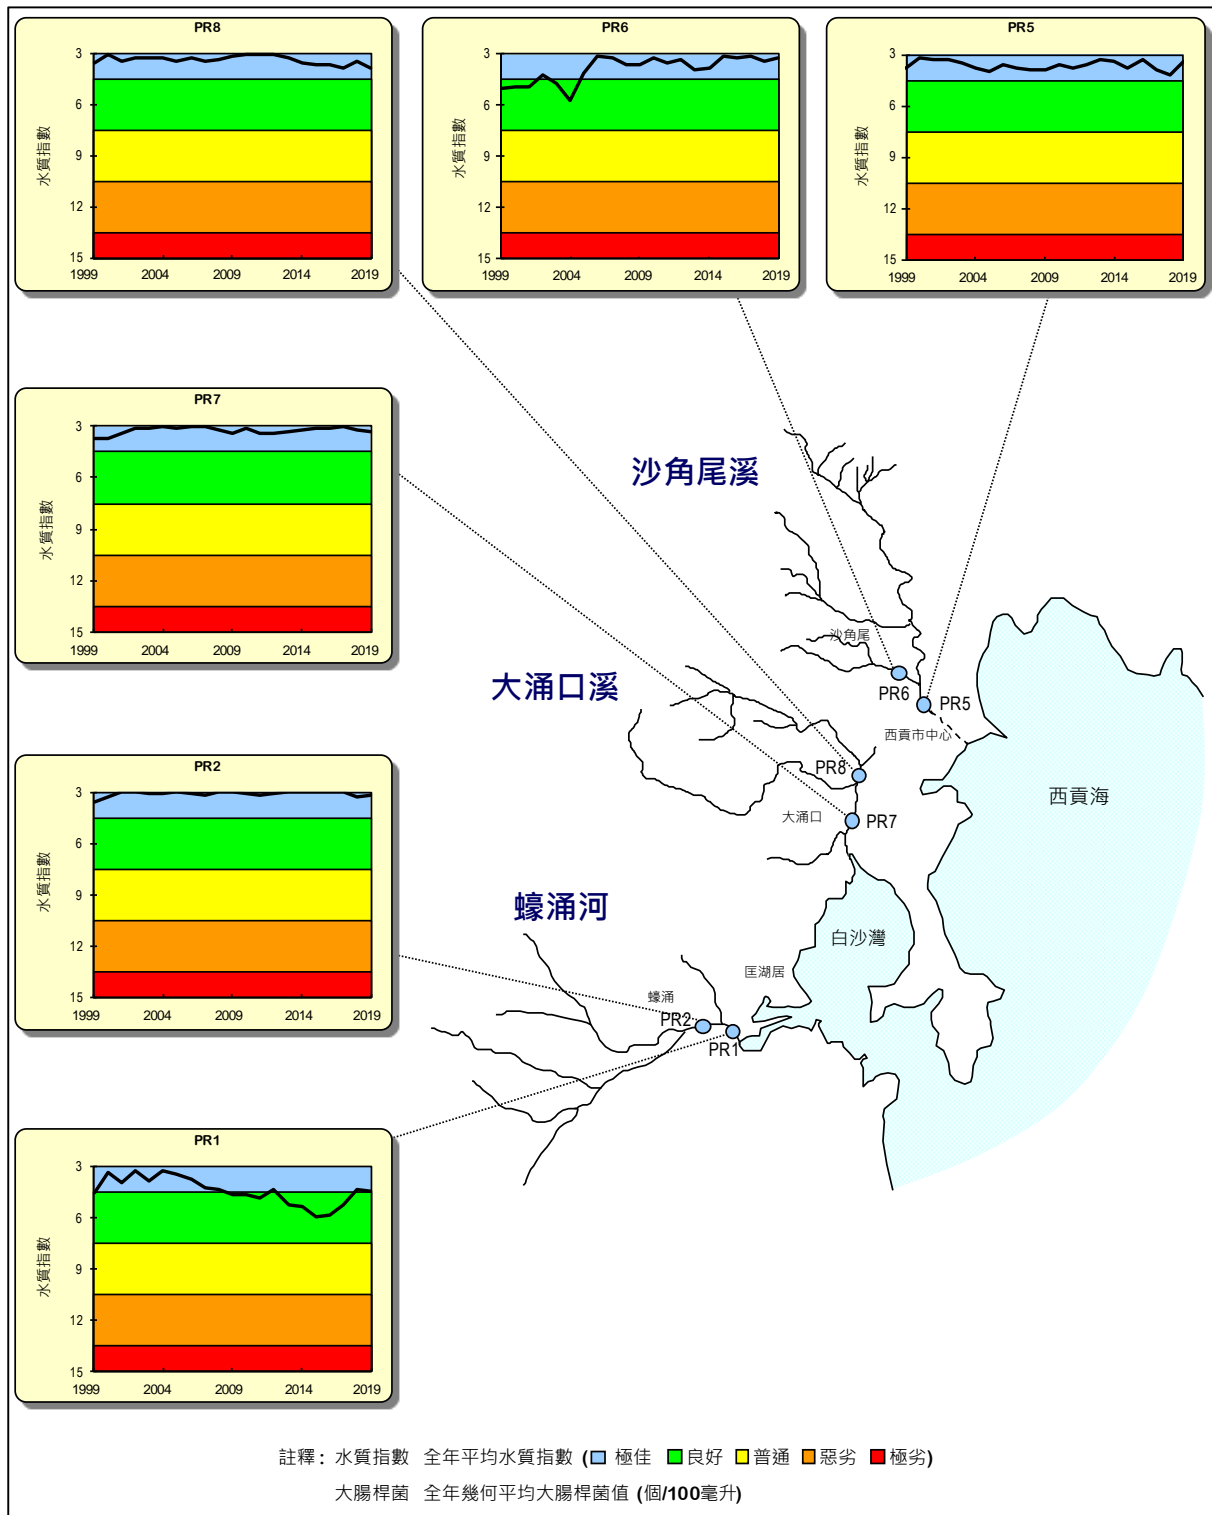 PR8
3
6
9
12
15
水質指數
1999
2004
2009
2014
2019
PR6
3
6
9
12
15
水質指數
1999
2004
2009
2014
2019
PR5
3
6
9
12
15
水質指數
1999
2004
2009
2014
2019
PR7
3
6
9
12
15
水質指數
1999
2004
2009
2014
2019
沙角尾溪
沙角尾
PR6
PR5
西貢市中心
大涌口溪
PR8
大涌口
PR7
西貢海
PR2
3
6
9
12
15
水質指數
1999
2004
2009
2014
2019
蠔涌河
白沙灣
匡湖居
蠔涌
PR2
PR1
PR1
3
6
9
12
15
水質指數
1999
2004
2009
2014
2019
註釋: 水質指數 全年平均水質指數 ( 極佳 良好 普通 惡劣 極劣)
大腸桿菌 全年幾何平均大腸桿菌值 (個/100毫升)